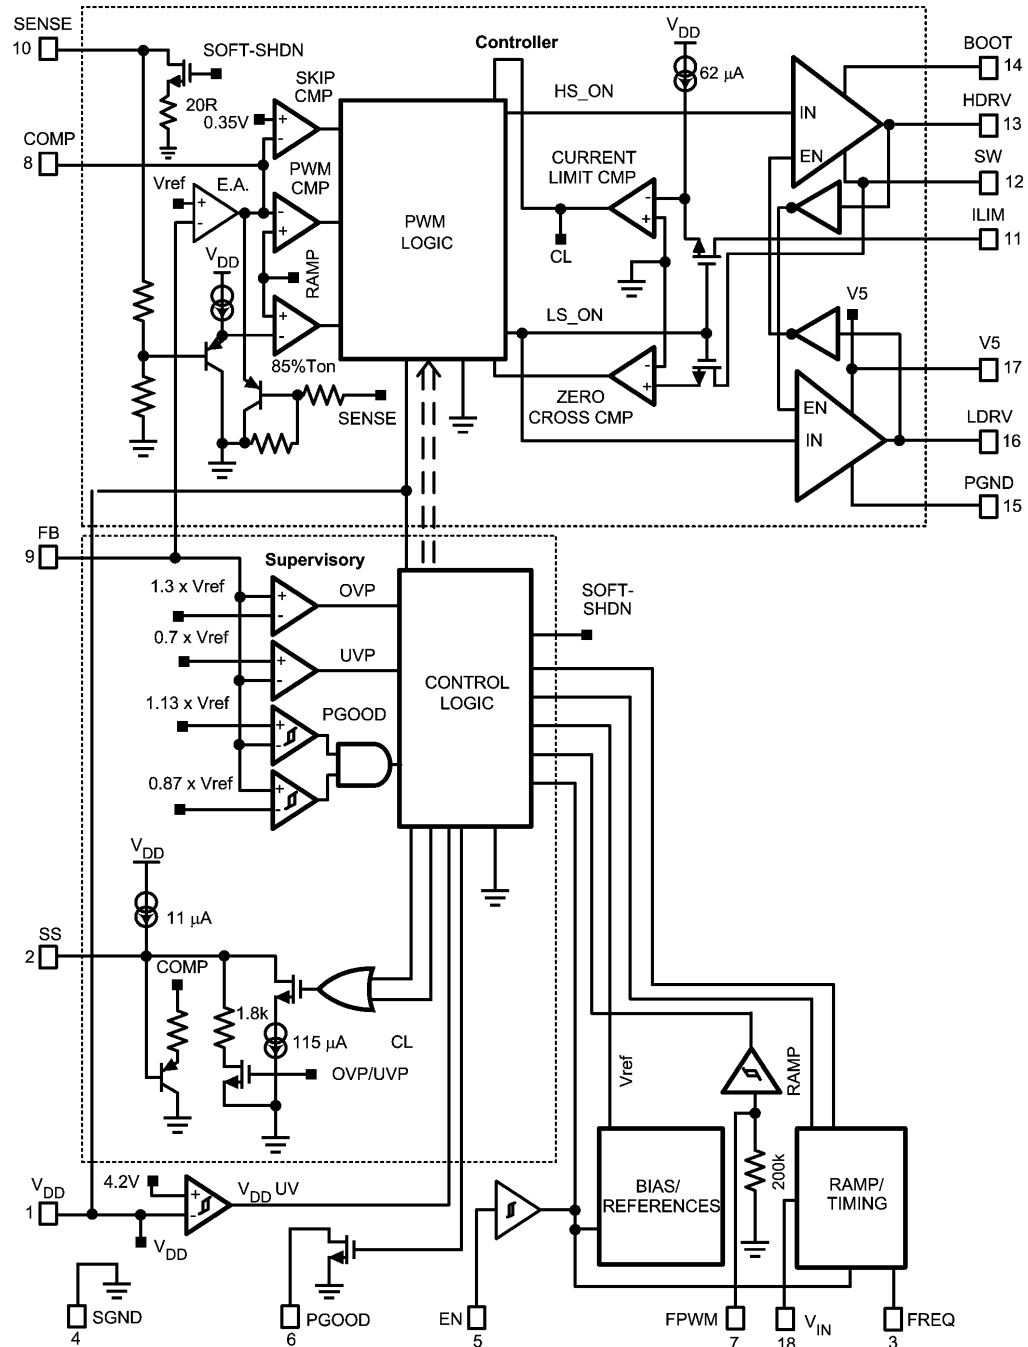 SENSE
10
SOFT-SHDN
20R
COMP
8
SKIP
CMP
0.35V
+
-
Controller
VDD
62 µA
HS_ON
BOOT
14
HDRV
13
SW
12
ILIM
11
IN
EN
Vref
E.A.
+
-
PWM
CMP
-
+
RAMP
PWM
LOGIC
CURRENT
LIMIT CMP
-
+
CL
VDD
+
-
85%Ton
SENSE
LS_ON
ZERO
CROSS CMP
-
+
V5
V5
17
EN
IN
LDRV
16
PGND
15
FB
9
Supervisory
1.3 x Vref
+
-
OVP
0.7 x Vref
+
-
UVP
1.13 x Vref
+
-
PGOOD
0.87 x Vref
+
-
CONTROL
LOGIC
SOFT-
SHDN
VDD
11 µA
SS
2
COMP
1.8k
115 µA
CL
OVP/UVP
Vref
RAMP
200k
VDD
1
4.2V
+
-
VDD UV
VDD
BIAS/
REFERENCES
RAMP/
TIMING
SGND
4
PGOOD
6
EN
5
FPWM
7
VIN
18
FREQ
3